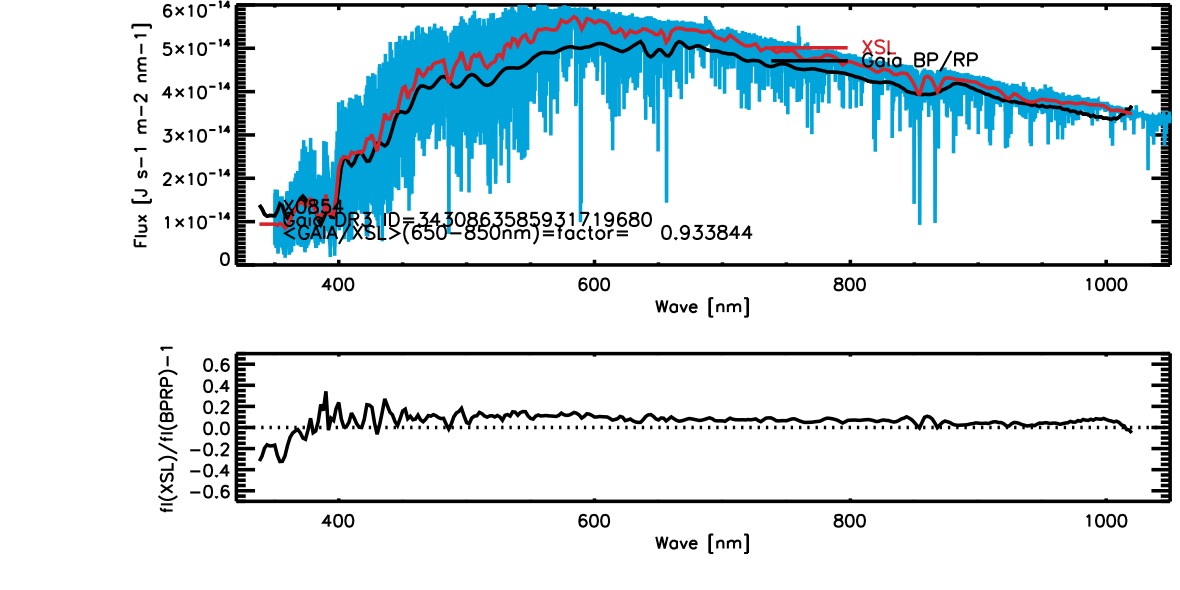 6×10⁻¹⁴
5×10⁻¹⁴
4×10⁻¹⁴
3×10⁻¹⁴
2×10⁻¹⁴
1×10⁻¹⁴
0
Flux [J s−1 m−2 nm−1]
XSL
Gaia BP/RP
X0854
Gaia DR3 ID=3430863585931719680
<GAIA/XSL>(650−850nm)=factor= 0.933844
400 600 800 1000
Wave [nm]
0.6
0.4
0.2
0.0
−0.2
−0.4
−0.6
fl(XSL)/fl(BPRP)−1
400 600 800 1000
Wave [nm]